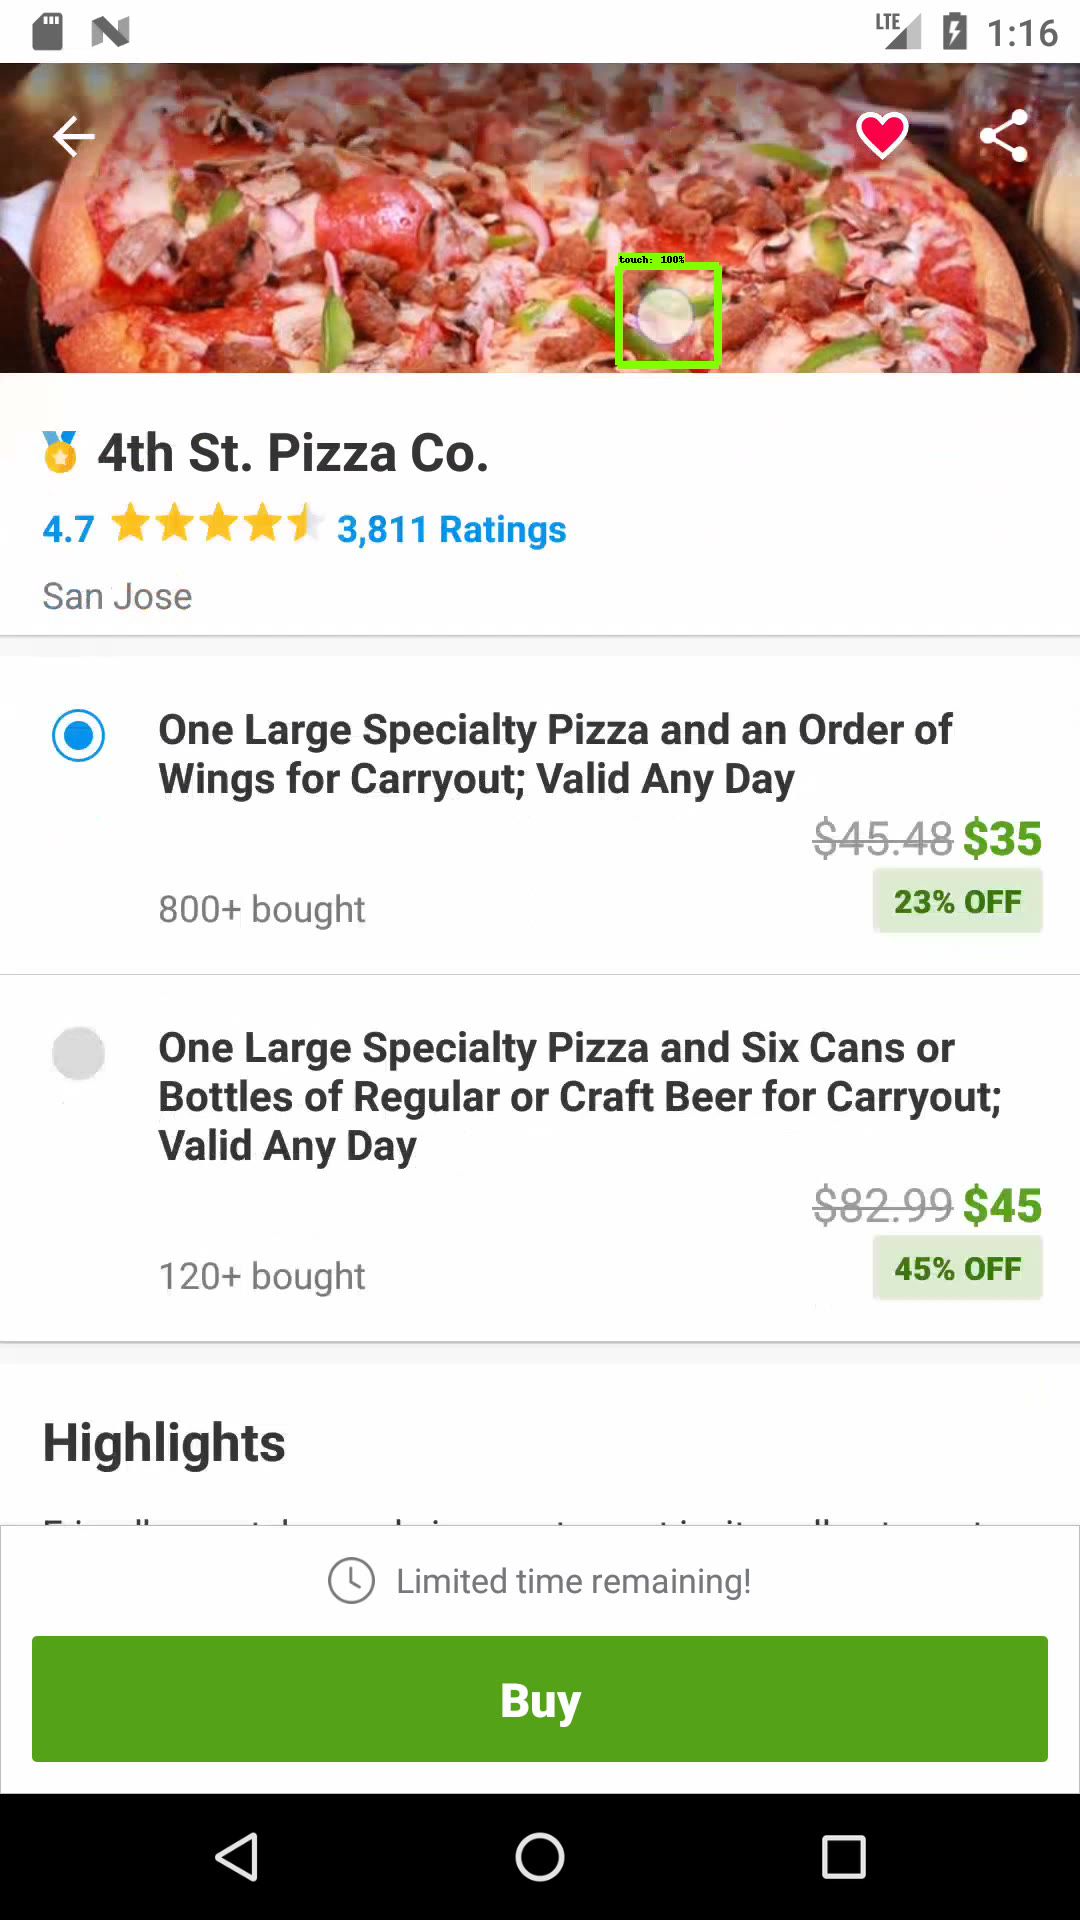 LTE 1:16
touch: 100%
4th St. Pizza Co.
4.7 3,811 Ratings
San Jose
One Large Specialty Pizza and an Order of
Wings for Carryout; Valid Any Day
$45.48 $35
800+ bought
23% OFF
One Large Specialty Pizza and Six Cans or
Bottles of Regular or Craft Beer for Carryout;
Valid Any Day
$82.99 $45
120+ bought
45% OFF
Highlights
Limited time remaining!
Buy